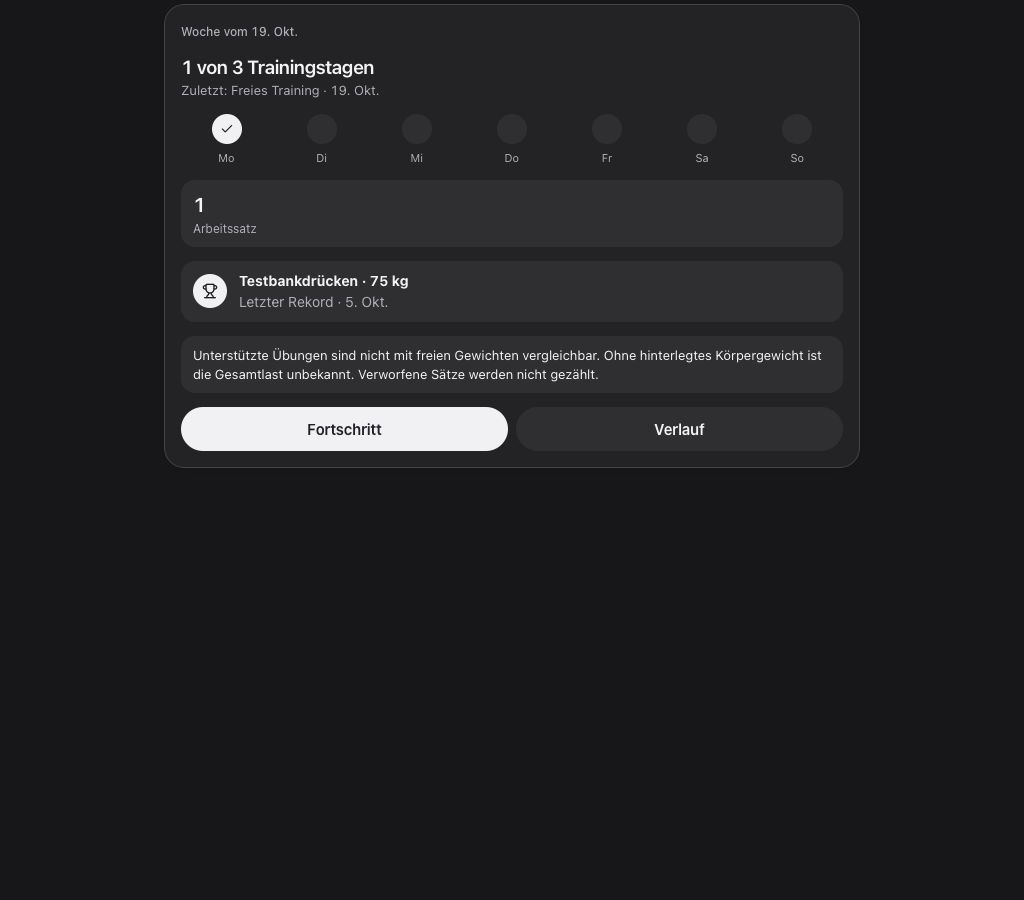 Woche vom 19. Okt.
1 von 3 Trainingstagen
Zuletzt: Freies Training · 19. Okt.
Mo Di Mi Do Fr Sa So
1
Arbeitssatz
Testbankdrücken · 75 kg
Letzter Rekord · 5. Okt.
Unterstützte Übungen sind nicht mit freien Gewichten vergleichbar. Ohne hinterlegtes Körpergewicht ist
die Gesamtlast unbekannt. Verworfene Sätze werden nicht gezählt.
Fortschritt Verlauf